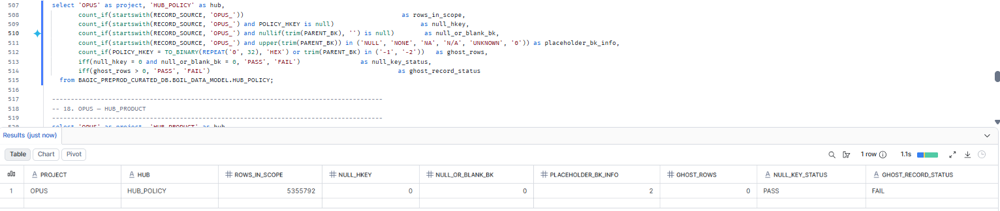 507 select 'OPUS' as project, 'HUB_POLICY' as hub,
508 count_if(startswith(RECORD_SOURCE, 'OPUS_')) as rows_in_scope,
509 count_if(startswith(RECORD_SOURCE, 'OPUS_') and POLICY_HKEY is null) as null_hkey,
510 count_if(startswith(RECORD_SOURCE, 'OPUS_') and nullif(trim(PARENT_BK), '') is null) as null_or_blank_bk,
511 count_if(startswith(RECORD_SOURCE, 'OPUS_') and upper(trim(PARENT_BK)) in ('NULL', 'NONE', 'NA', 'N/A', 'UNKNOWN', '0')) as placeholder_bk_info,
512 count_if(POLICY_HKEY = TO_BINARY(REPEAT('0', 32), 'HEX') or trim(PARENT_BK) in ('-1', '-2')) as ghost_rows,
513 iff(null_hkey = 0 and null_or_blank_bk = 0, 'PASS', 'FAIL') as null_key_status,
514 iff(ghost_rows > 0, 'PASS', 'FAIL') as ghost_record_status
515 from BAGIC_PREPROD_CURATED_DB.BGIL_DATA_MODEL.HUB_POLICY;
516
517 --------------------------------------------------------------------------------------
518 -- 18. OPUS — HUB_PRODUCT
519 --------------------------------------------------------------------------------------
520 select 'OPUS' as project, 'HUB_PRODUCT' as hub,
Results (just now)
Table Chart Pivot 1 row 1.1s
PROJECT HUB ROWS_IN_SCOPE NULL_HKEY NULL_OR_BLANK_BK PLACEHOLDER_BK_INFO GHOST_ROWS NULL_KEY_STATUS GHOST_RECORD_STATUS
1 OPUS HUB_POLICY 5355792 0 0 2 0 PASS FAIL